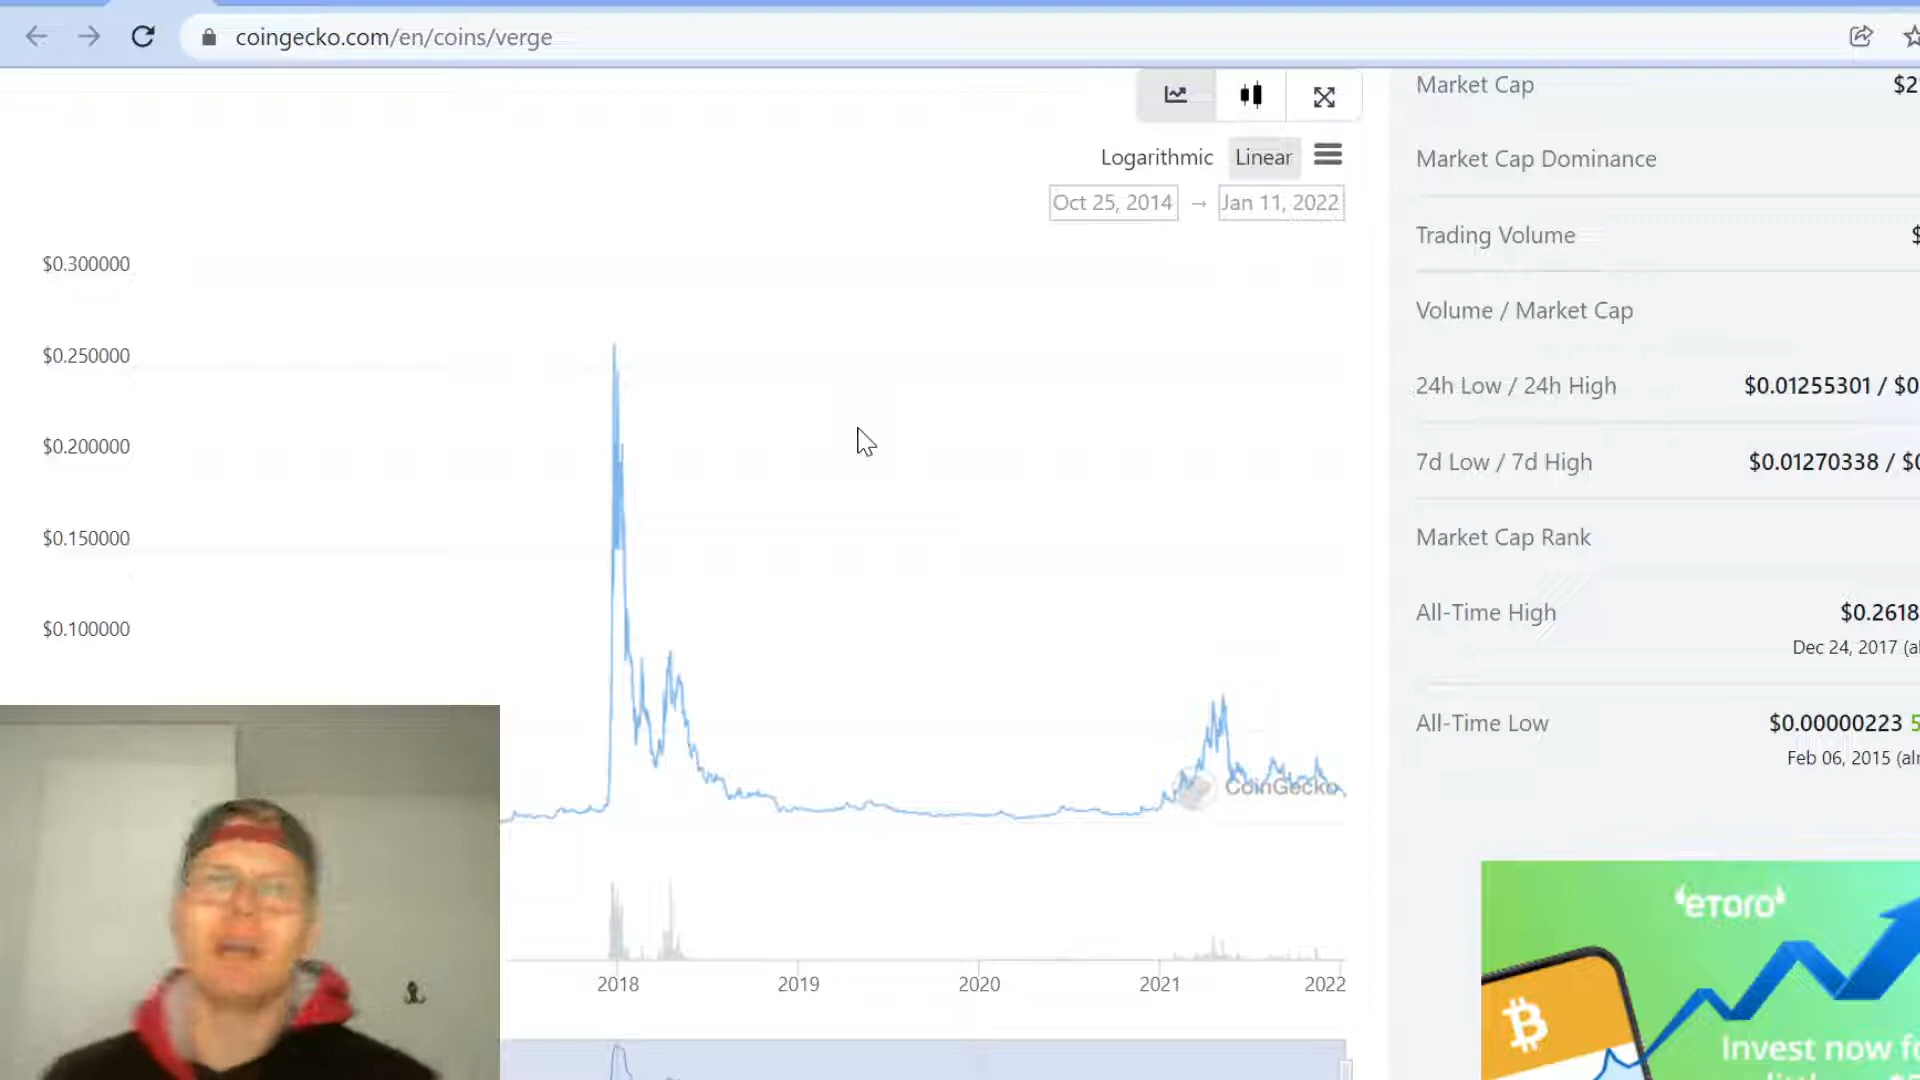 coingecko.com/en/coins/verge
Logarithmic Linear
Oct 25, 2014 → Jan 11, 2022
$0.300000
$0.250000
$0.200000
$0.150000
$0.100000
CoinGecko
2018 2019 2020 2021 2022
Market Cap $2
Market Cap Dominance
Trading Volume $
Volume / Market Cap
24h Low / 24h High $0.01255301 / $0
7d Low / 7d High $0.01270338 / $0
Market Cap Rank
All-Time High $0.2618
Dec 24, 2017 (al
All-Time Low $0.00000223 5
Feb 06, 2015 (al
eToro
Invest now fo